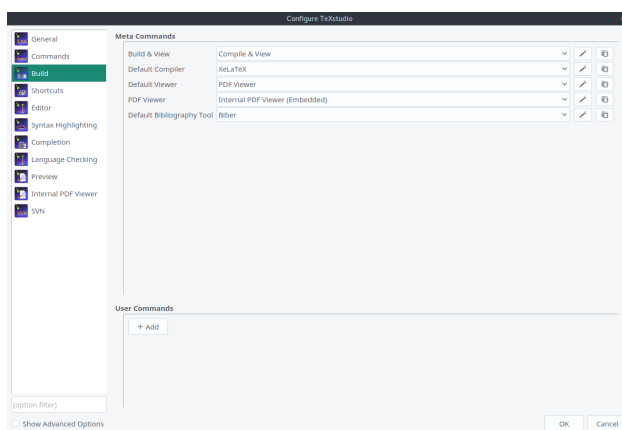 Configure TeXstudio
General
Commands
Build
Shortcuts
Editor
Syntax Highlighting
Completion
Language Checking
Preview
Internal PDF Viewer
SVN
(option filter)
Show Advanced Options
Meta Commands
Build & View Compile & View
Default Compiler XeLaTeX
Default Viewer PDF Viewer
PDF Viewer Internal PDF Viewer (Embedded)
Default Bibliography Tool Biber
User Commands
+ Add
OK Cancel